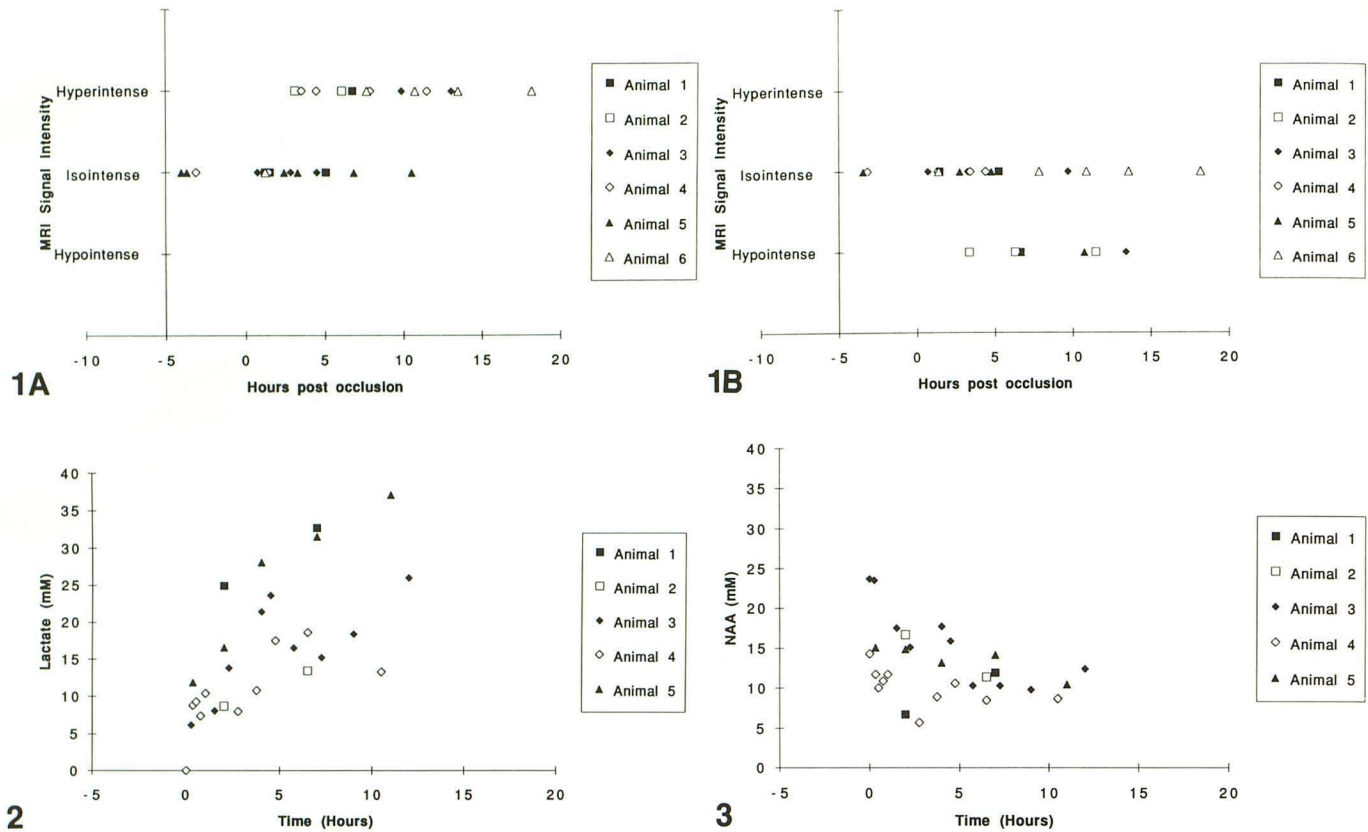 MRI Signal Intensity
Hyperintense
Isointense
Hypointense
-10 -5 0 5 10 15 20
Hours post occlusion
1A
Animal 1
Animal 2
Animal 3
Animal 4
Animal 5
Animal 6
MRI Signal Intensity
Hyperintense
Isointense
Hypointense
-10 -5 0 5 10 15 20
Hours post occlusion
1B
Animal 1
Animal 2
Animal 3
Animal 4
Animal 5
Animal 6
Lactate (mM)
40
35
30
25
20
15
10
5
0
-5 0 5 10 15 20
Time (Hours)
2
Animal 1
Animal 2
Animal 3
Animal 4
Animal 5
NAA (mM)
40
35
30
25
20
15
10
5
0
-5 0 5 10 15 20
Time (Hours)
3
Animal 1
Animal 2
Animal 3
Animal 4
Animal 5